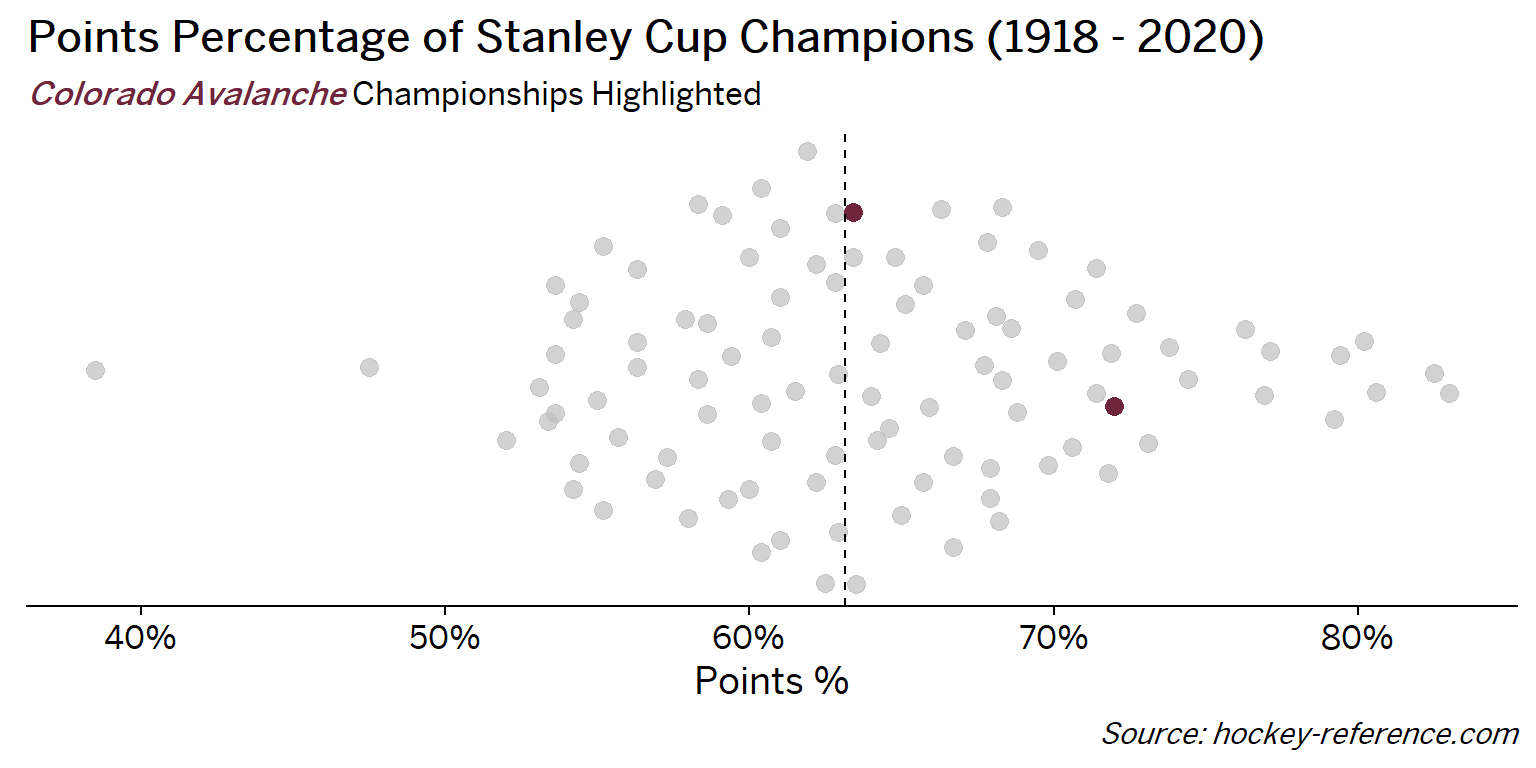 Points Percentage of Stanley Cup Champions (1918 - 2020)
Colorado Avalanche Championships Highlighted
40% 50% 60% 70% 80%
Points %
Source: hockey-reference.com